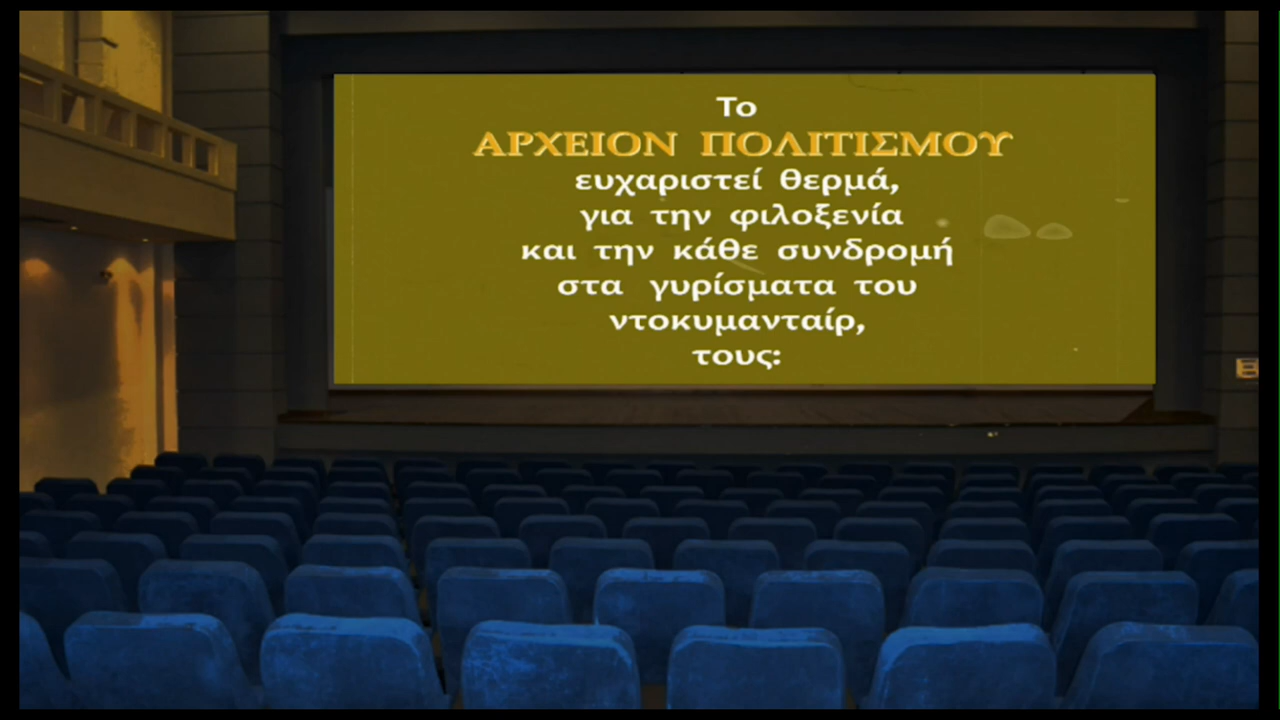 Το
ΑΡΧΕΙΟΝ ΠΟΛΙΤΙΣΜΟΥ
ευχαριστεί θερμά,
για την φιλοξενία
και την κάθε συνδρομή
στα γυρίσματα του
ντοκυμανταίρ,
τους: